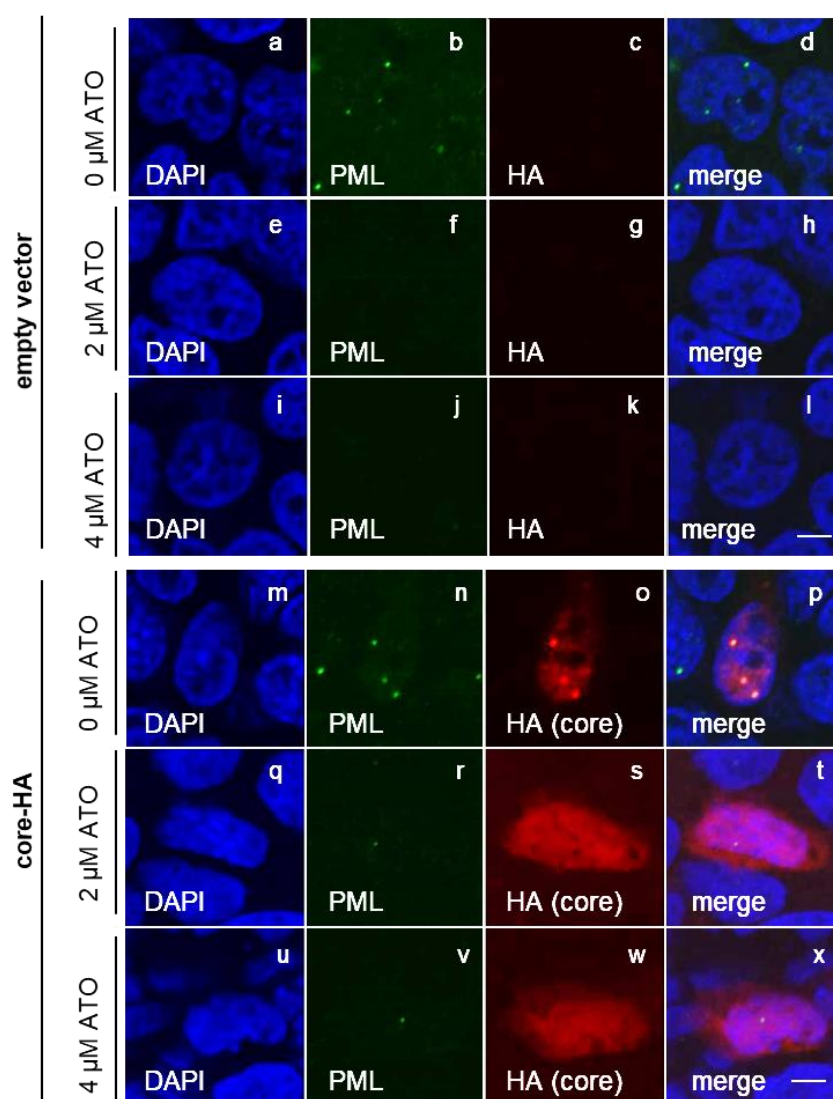 empty vector
0 µM ATO
a
b
c
d
DAPI
PML
HA
merge
2 µM ATO
e
f
g
h
DAPI
PML
HA
merge
4 µM ATO
i
j
k
l
DAPI
PML
HA
merge
core-HA
0 µM ATO
m
n
o
p
DAPI
PML
HA (core)
merge
2 µM ATO
q
r
s
t
DAPI
PML
HA (core)
merge
4 µM ATO
u
v
w
x
DAPI
PML
HA (core)
merge